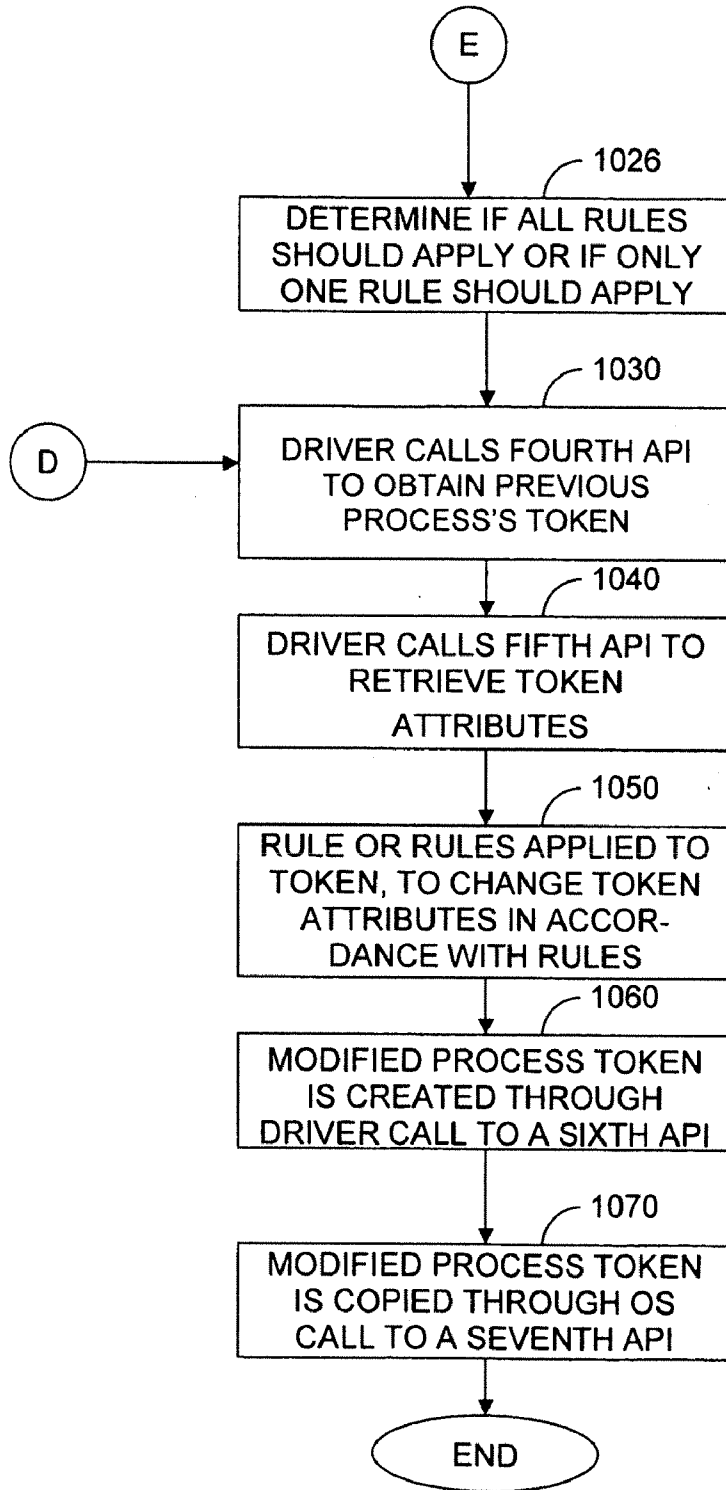 E
1026
DETERMINE IF ALL RULES
SHOULD APPLY OR IF ONLY
ONE RULE SHOULD APPLY
1030
D
DRIVER CALLS FOURTH API
TO OBTAIN PREVIOUS
PROCESS'S TOKEN
1040
DRIVER CALLS FIFTH API TO
RETRIEVE TOKEN
ATTRIBUTES
1050
RULE OR RULES APPLIED TO
TOKEN, TO CHANGE TOKEN
ATTRIBUTES IN ACCOR-
DANCE WITH RULES
1060
MODIFIED PROCESS TOKEN
IS CREATED THROUGH
DRIVER CALL TO A SIXTH API
1070
MODIFIED PROCESS TOKEN
IS COPIED THROUGH OS
CALL TO A SEVENTH API
END